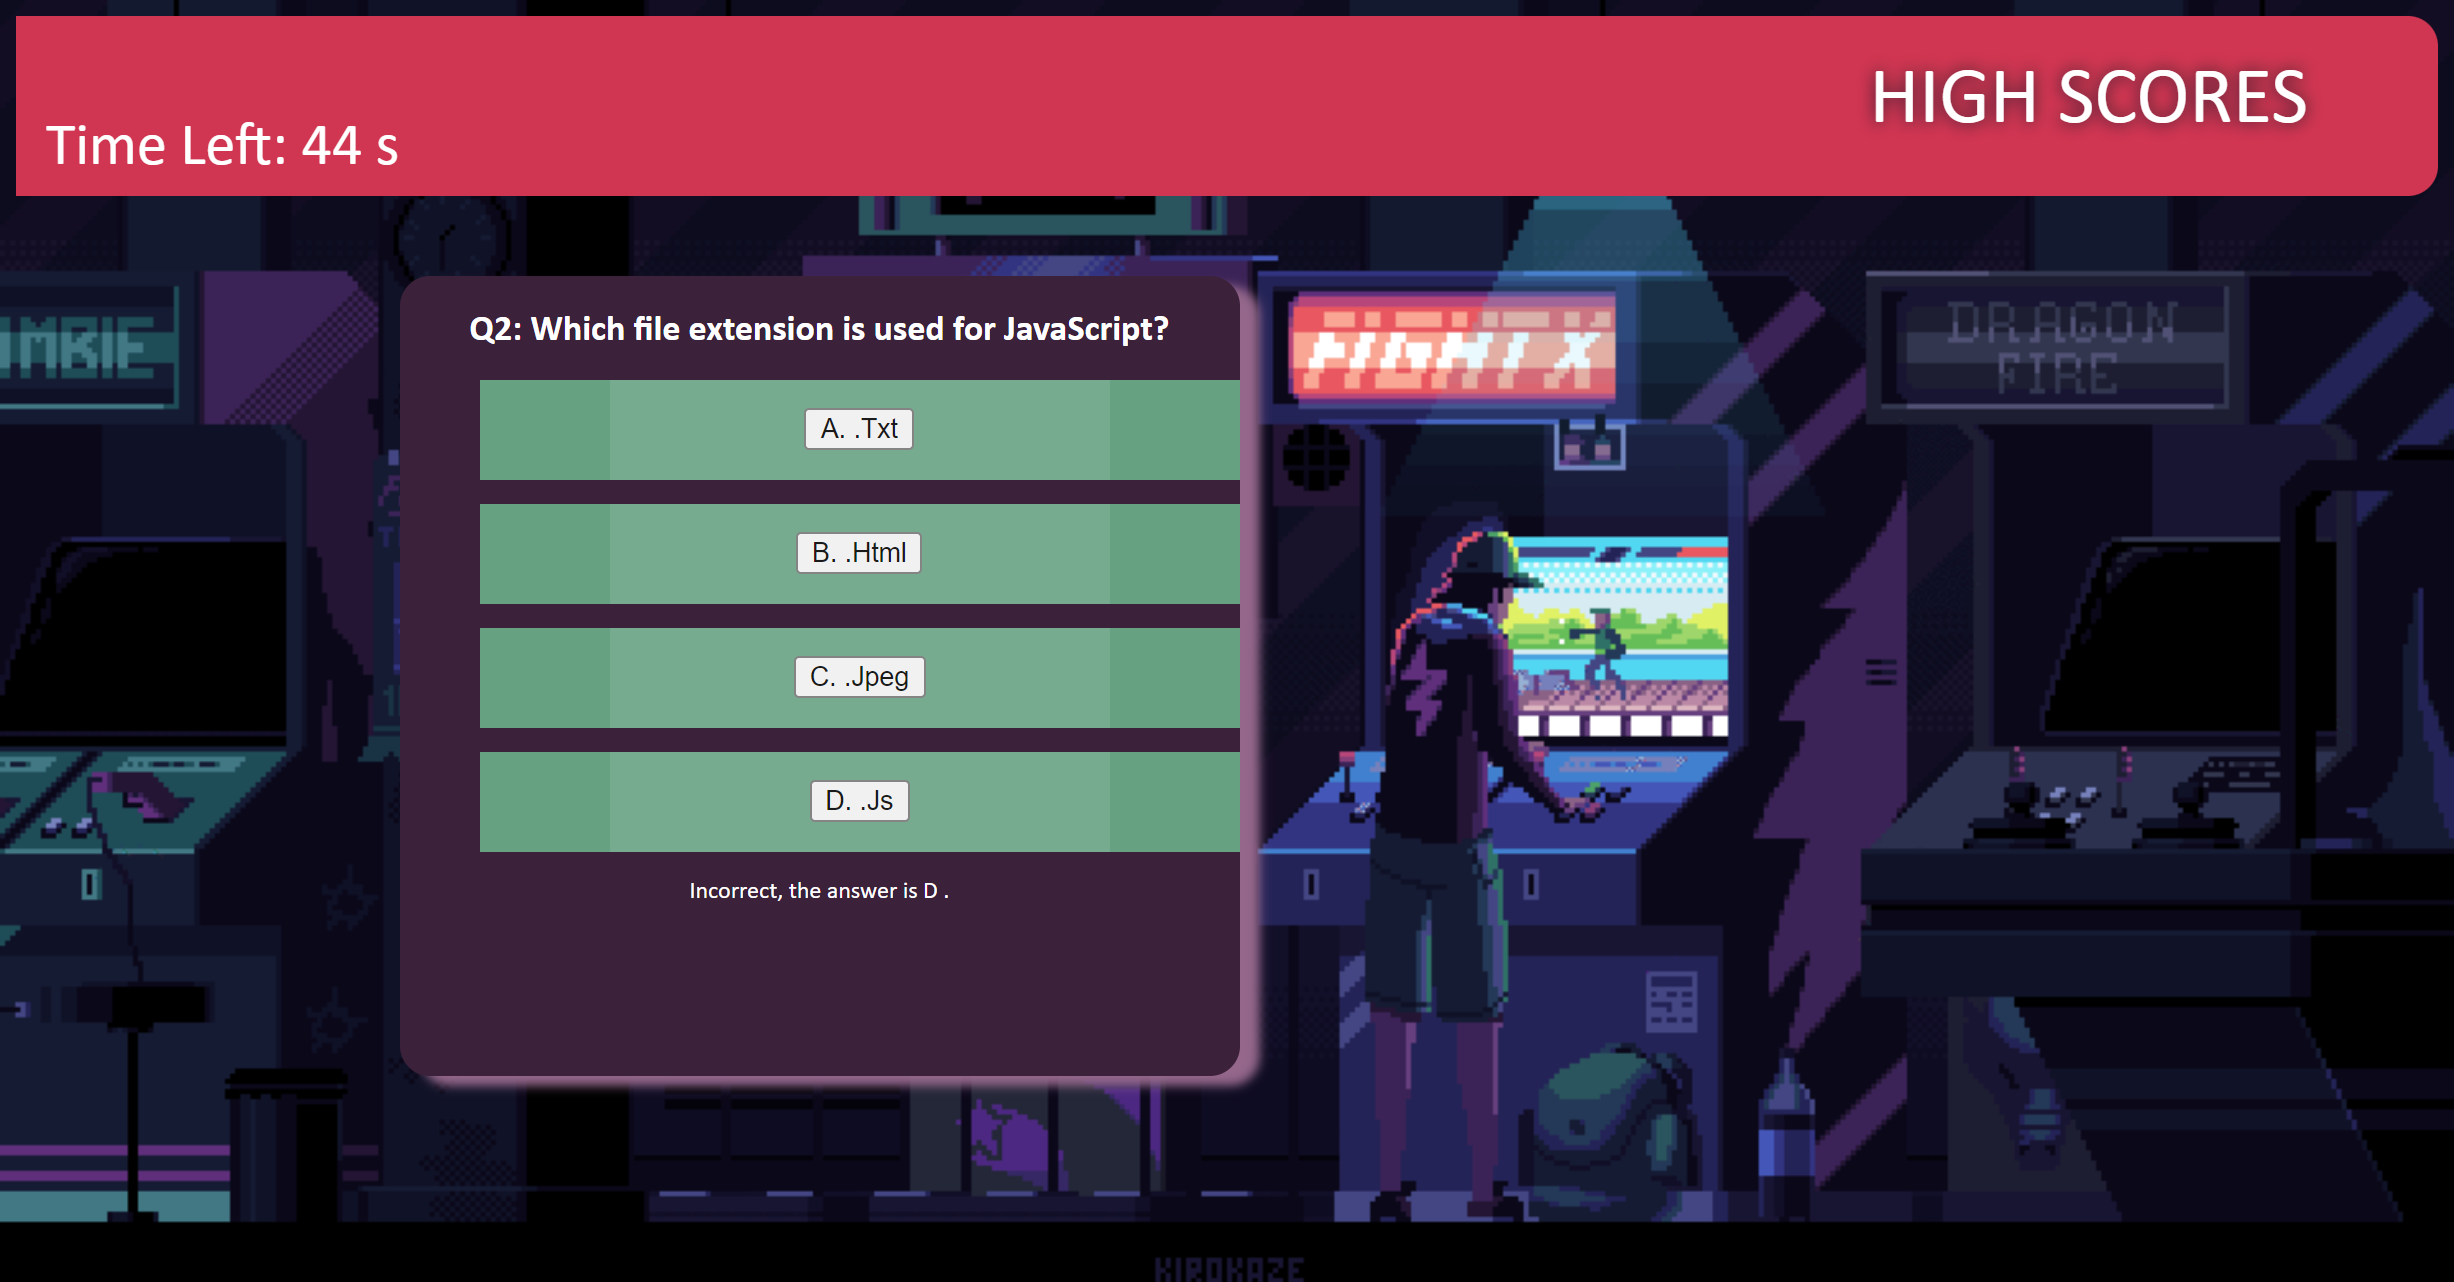 HIGH SCORES
Time Left: 44 s
Q2: Which file extension is used for JavaScript?
A. .Txt
B. .Html
C. .Jpeg
D. .Js
Incorrect, the answer is D .
MBIE
FIGHT X
DRAGON
FIRE
KIROKAZE